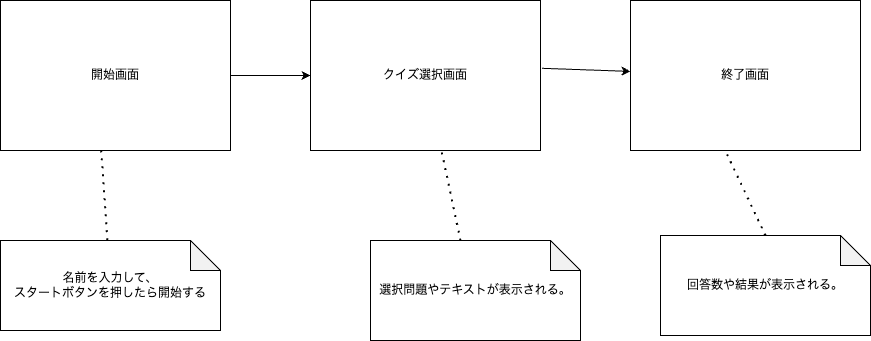 開始画面
クイズ選択画面
終了画面
名前を入力して、
スタートボタンを押したら開始する
選択問題やテキストが表示される。
回答数や結果が表示される。